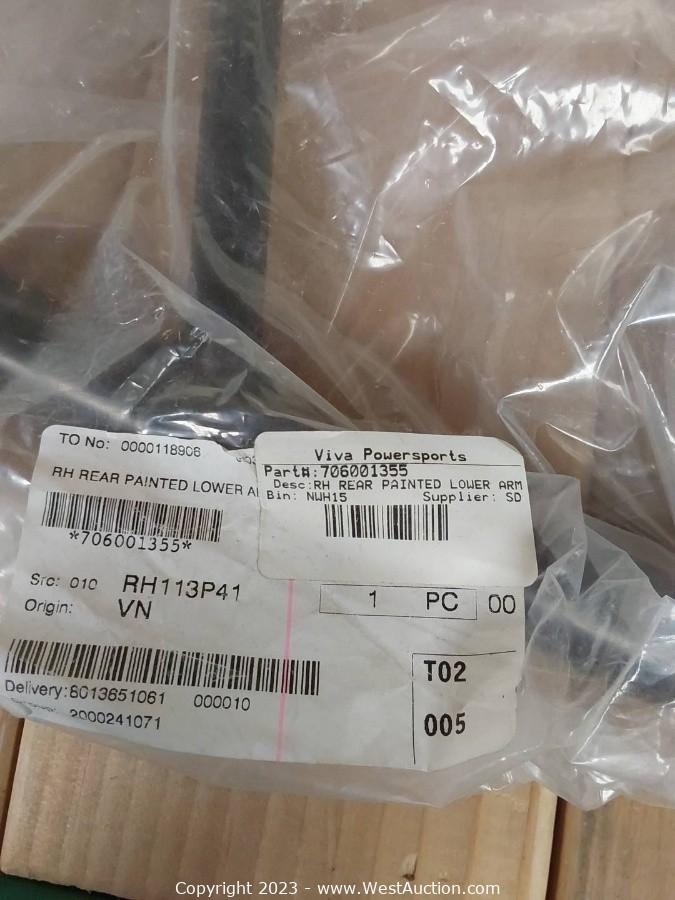 TO No: 0000118906
RH REAR PAINTED LOWER
*706001355*
Src: 010 RH113P41
Origin: VN
1 PC 00
Delivery: 8013651061 000010
2000241071
T02
005
Viva Powersports
Part#:706001355
Desc:RH REAR PAINTED LOWER ARM
Bin: NWH15 Supplier: SD
Copyright 2023 - www.WestAuction.com